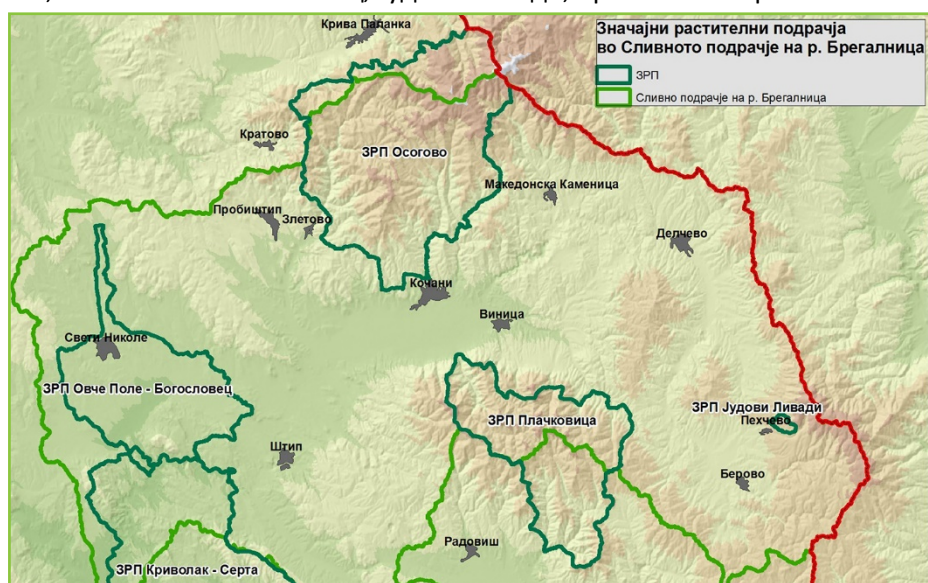 Крива Паланка
Значајни растителни подрачја
во Сливното подрачје на р. Брегалница
ЗРП
Сливно подрачје на р. Брегалница
Кратово
ЗРП Осогово
Македонска Каменица
Пробиштип
Злетово
Делчево
Кочани
Виница
Свети Николе
ЗРП Овче Поле - Богословец
ЗРП Плачковица
ЗРП Јудови Ливади
Пехчево
Штип
Берово
Радовиш
ЗРП Криволак - Серта